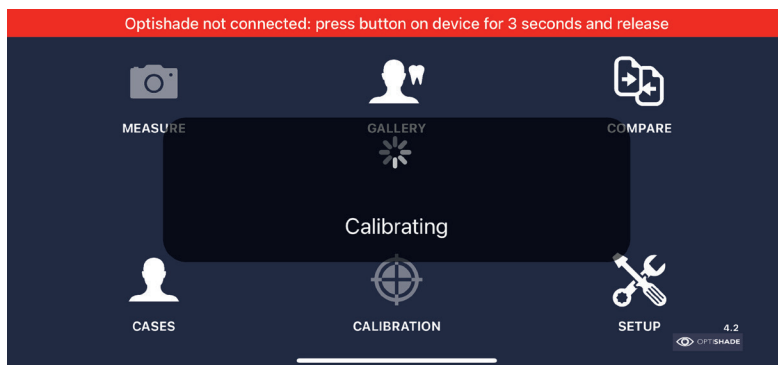 Optishade not connected: press button on device for 3 seconds and release
MEASURE
GALLERY
COMPARE
Calibrating
CASES
CALIBRATION
SETUP
4.2
OPTISHADE